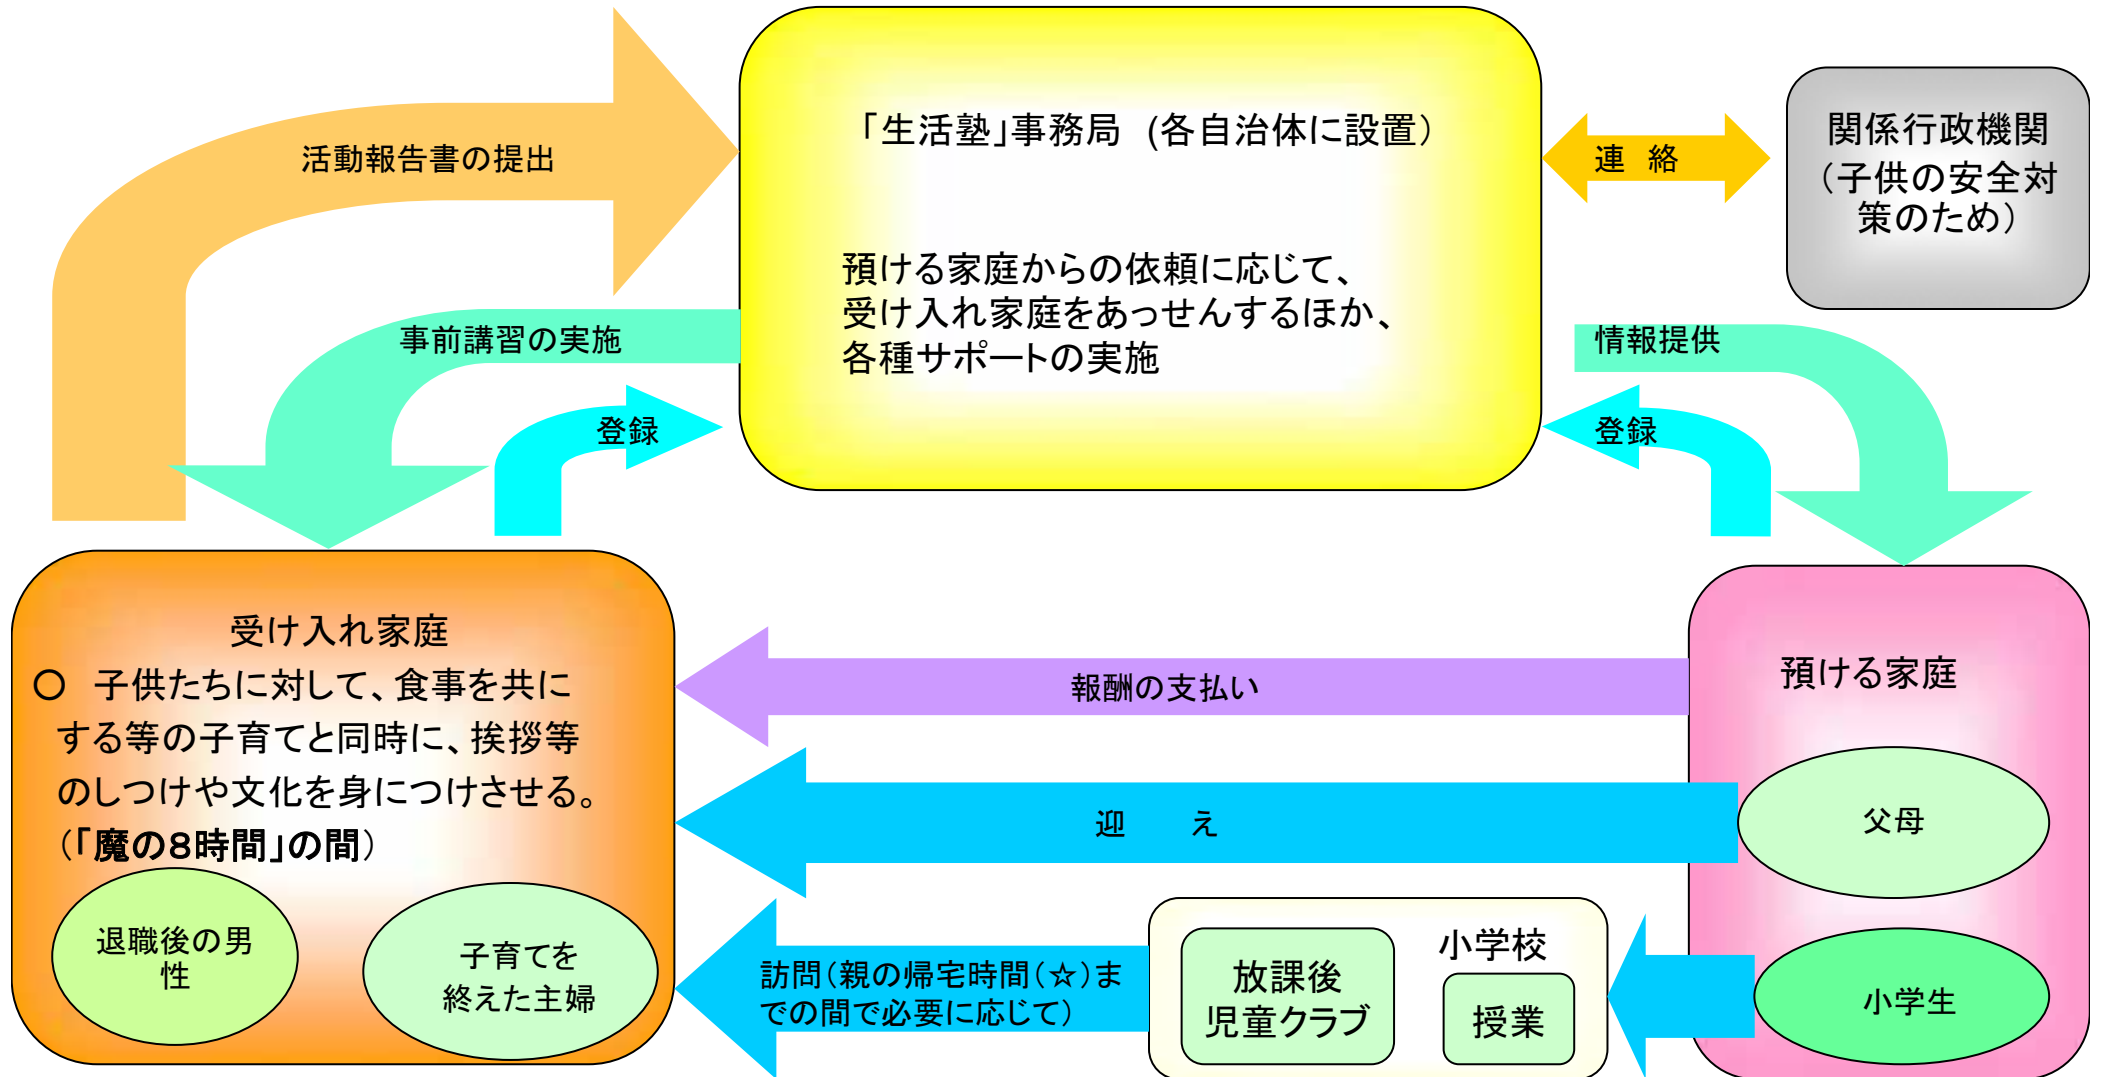 「生活塾」事務局 (各自治体に設置)
預ける家庭からの依頼に応じて、
受け入れ家庭をあっせんするほか、
各種サポートの実施
活動報告書の提出
連 絡
関係行政機関
(子供の安全対
策のため)
事前講習の実施
情報提供
登録
登録
受け入れ家庭
○ 子供たちに対して、食事を共に
する等の子育てと同時に、挨拶等
のしつけや文化を身につけさせる。
(「魔の8時間」の間)
退職後の男
性
子育てを
終えた主婦
報酬の支払い
預ける家庭
迎 え
父母
訪問(親の帰宅時間(☆)ま
での間で必要に応じて)
小学校
放課後
児童クラブ
授業
小学生